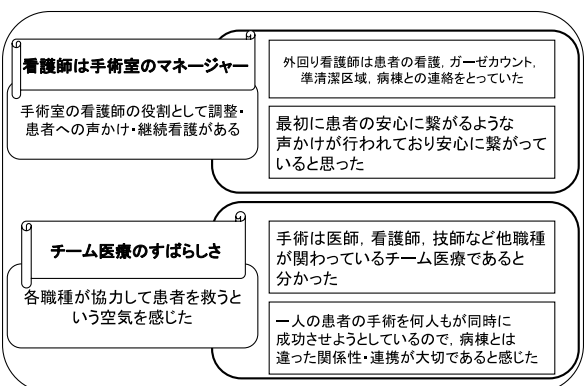 看護師は手術室のマネージャー
手術室の看護師の役割として調整・
患者への声かけ・継続看護がある
外回り看護師は患者の看護，ガーゼカウント，
準清潔区域，病棟との連絡をとっていた
最初に患者の安心に繋がるような
声かけが行われており安心に繋がって
いると思った
チーム医療のすばらしさ
各職種が協力して患者を救うと
いう空気を感じた
手術は医師，看護師，技師など他職種
が関わっているチーム医療であると
分かった
一人の患者の手術を何人もが同時に
成功させようとしているので，病棟とは
違った関係性・連携が大切であると感じた